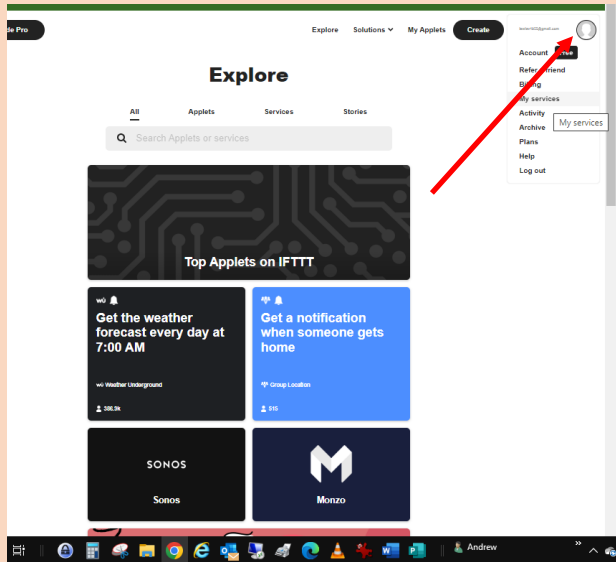 de Pro
Explore
Solutions
My Applets
Create
Account
Free
Refer a friend
Billing
My services
Activity
My services
Archive
Plans
Help
Log out
Explore
All
Applets
Services
Stories
Search Applets or services
Top Applets on IFTTT
wu
Get the weather
forecast every day at
7:00 AM
wu Weather Underground
Get a notification
when someone gets
home
Group Location
515
SONOS
Sonos
Monzo
Andrew